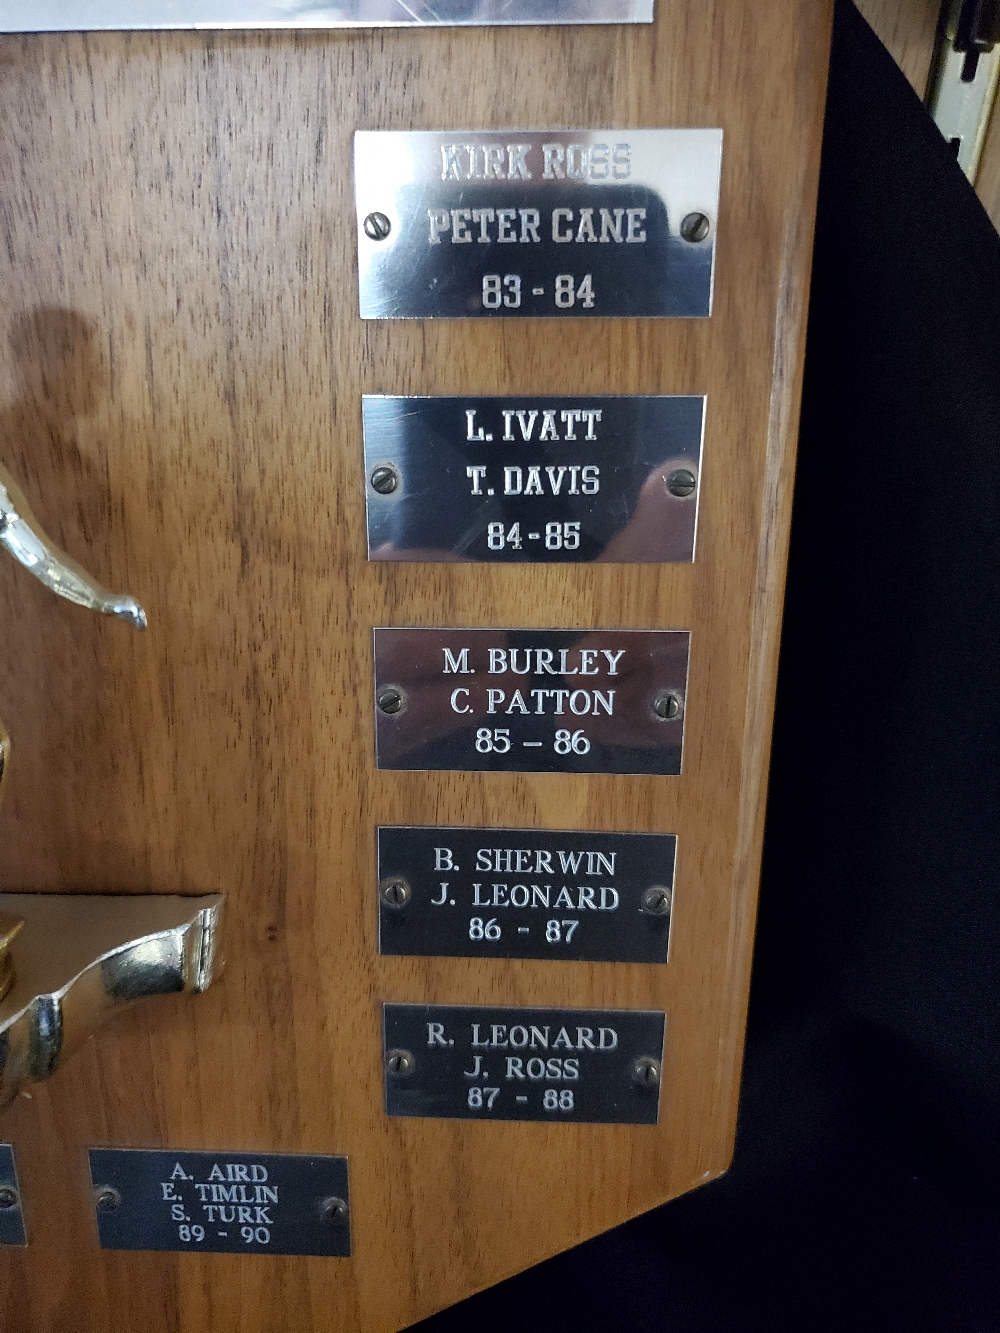 KIRK ROSS
PETER CANE
83 - 84
L. IVATT
T. DAVIS
84-85
M. BURLEY
C. PATTON
85 – 86
B. SHERWIN
J. LEONARD
86 - 87
R. LEONARD
J. ROSS
87 - 88
A. AIRD
E. TIMLIN
S. TURK
89 - 90